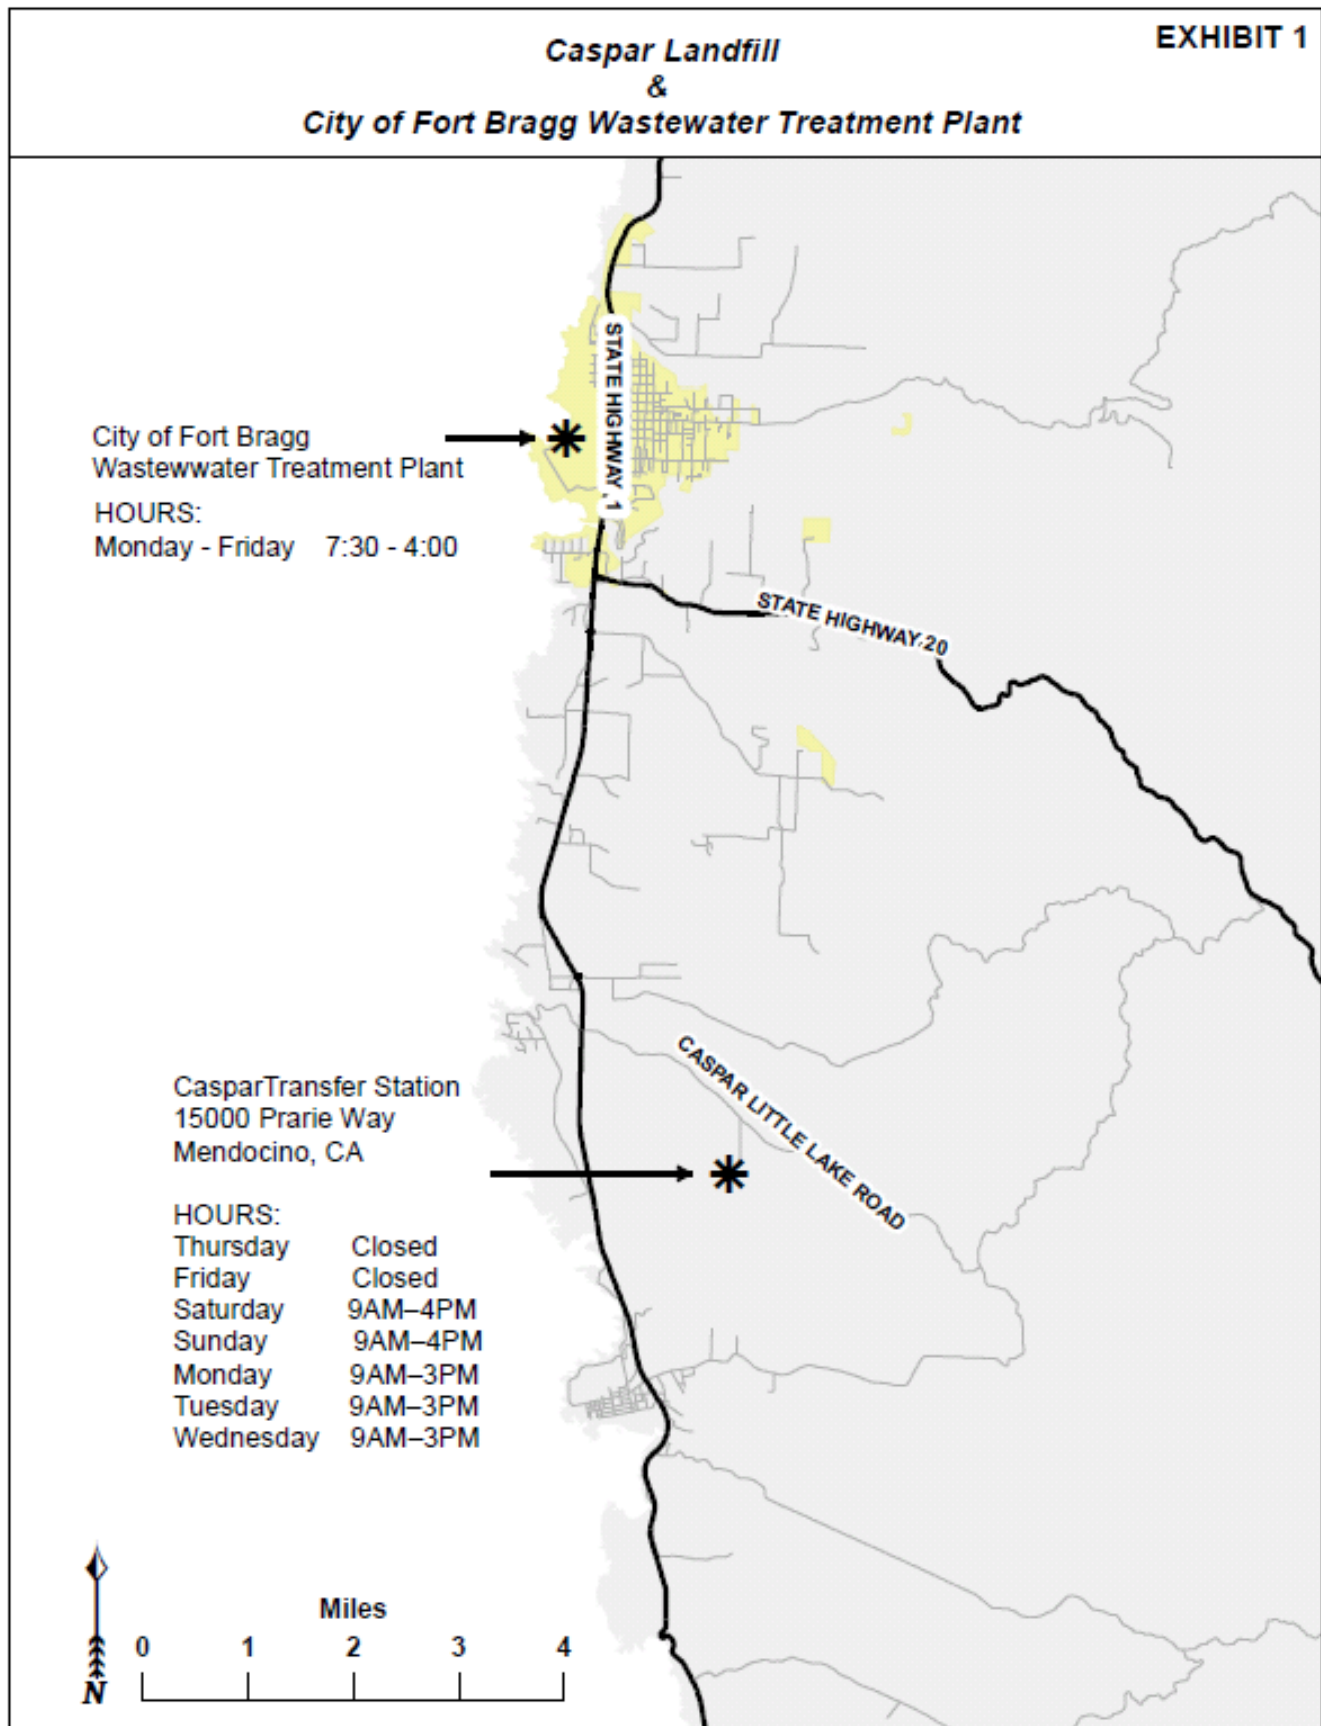 EXHIBIT 1
Caspar Landfill
&
City of Fort Bragg Wastewater Treatment Plant
STATE HIGHWAY 1
City of Fort Bragg
Wastewwater Treatment Plant
HOURS:
Monday - Friday 7:30 - 4:00
STATE HIGHWAY 20
CASPAR LITTLE LAKE ROAD
CasparTransfer Station
15000 Prarie Way
Mendocino, CA
HOURS:
Thursday Closed
Friday Closed
Saturday 9AM–4PM
Sunday 9AM–4PM
Monday 9AM–3PM
Tuesday 9AM–3PM
Wednesday 9AM–3PM
Miles
0 1 2 3 4
N